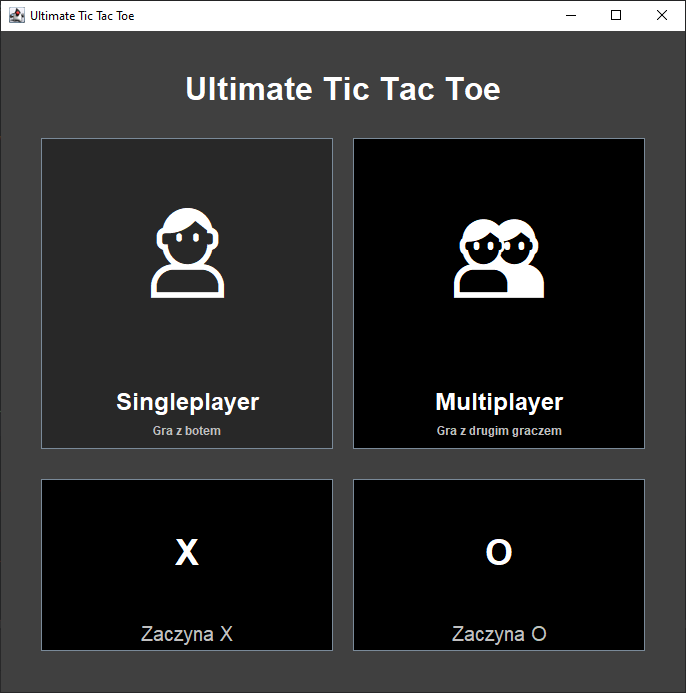 Ultimate Tic Tac Toe
Ultimate Tic Tac Toe
Singleplayer
Gra z botem
Multiplayer
Gra z drugim graczem
X
Zaczyna X
O
Zaczyna O